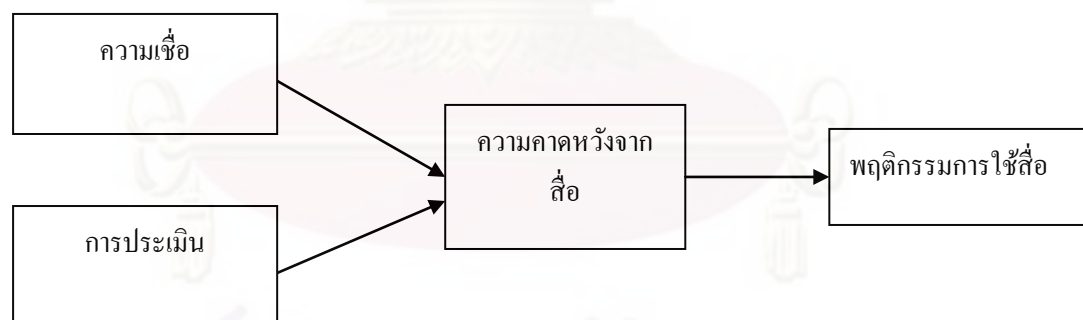 ความเชื่อ
ความคาดหวังจาก
สื่อ
พฤติกรรมการใช้สื่อ
การประเมิน